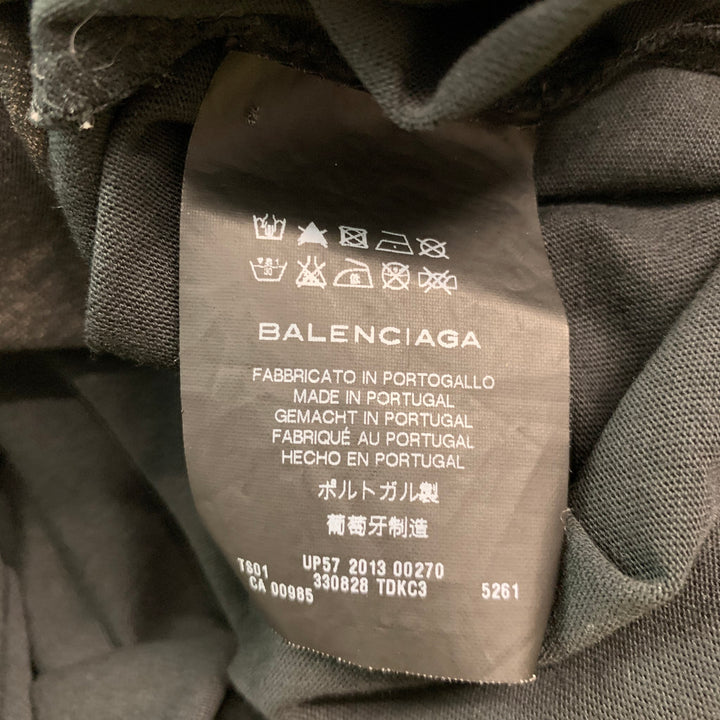 BALENCIAGA
FABBRICATO IN PORTOGALLO
MADE IN PORTUGAL
GEMACHT IN PORTUGAL
FABRIQUÉ AU PORTUGAL
HECHO EN PORTUGAL
ポルトガル製
葡萄牙制造
TS01 UP57 2013 00270
CA 00985 330828 TDKC3 5261